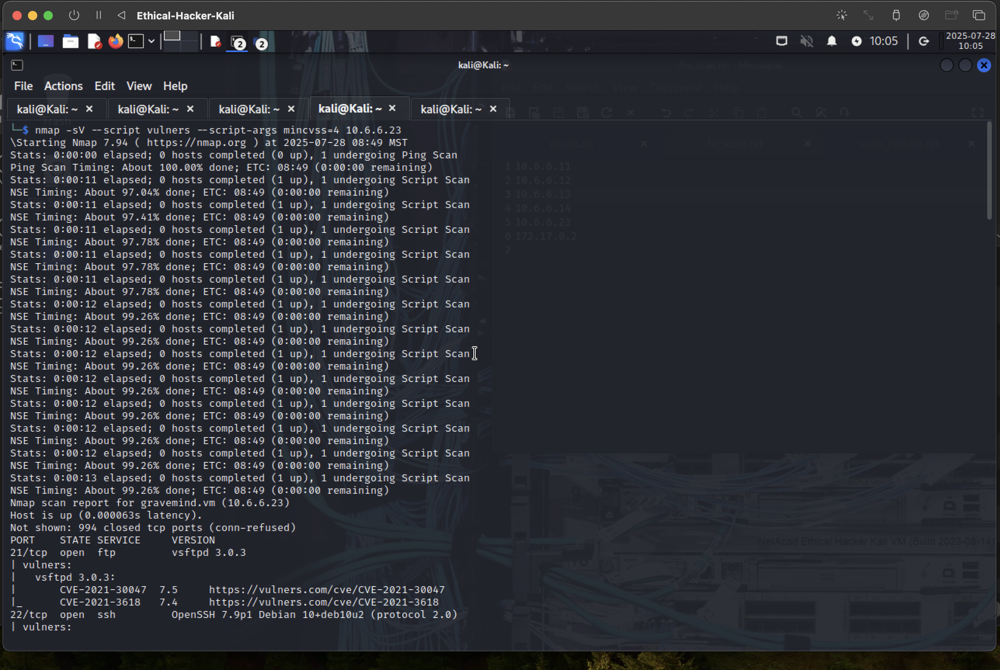 Ethical-Hacker-Kali
2
2
10:05
2025-07-28
10:05
kali@Kali: ~
~/to_scan.txt - Mousepad
File Actions Edit View Help
File Edit Search View Document Help
kali@Kali: ~ × kali@Kali: ~ × kali@Kali: ~ × kali@Kali: ~ × kali@Kali: ~ ×
Trash
Home
recon.sh × to_scan.txt × scan_results.txt ×
1 10.6.6.11
2 10.6.6.12
3 10.6.6.13
4 10.6.6.14
5 10.6.6.23
6 172.17.0.2
7
└─$ nmap -sV --script vulners --script-args mincvss=4 10.6.6.23
\Starting Nmap 7.94 ( https://nmap.org ) at 2025-07-28 08:49 MST
Stats: 0:00:00 elapsed; 0 hosts completed (0 up), 1 undergoing Ping Scan
Ping Scan Timing: About 100.00% done; ETC: 08:49 (0:00:00 remaining)
Stats: 0:00:11 elapsed; 0 hosts completed (1 up), 1 undergoing Script Scan
NSE Timing: About 97.04% done; ETC: 08:49 (0:00:00 remaining)
Stats: 0:00:11 elapsed; 0 hosts completed (1 up), 1 undergoing Script Scan
NSE Timing: About 97.41% done; ETC: 08:49 (0:00:00 remaining)
Stats: 0:00:11 elapsed; 0 hosts completed (1 up), 1 undergoing Script Scan
NSE Timing: About 97.78% done; ETC: 08:49 (0:00:00 remaining)
Stats: 0:00:11 elapsed; 0 hosts completed (1 up), 1 undergoing Script Scan
NSE Timing: About 97.78% done; ETC: 08:49 (0:00:00 remaining)
Stats: 0:00:11 elapsed; 0 hosts completed (1 up), 1 undergoing Script Scan
NSE Timing: About 97.78% done; ETC: 08:49 (0:00:00 remaining)
Stats: 0:00:12 elapsed; 0 hosts completed (1 up), 1 undergoing Script Scan
NSE Timing: About 99.26% done; ETC: 08:49 (0:00:00 remaining)
Stats: 0:00:12 elapsed; 0 hosts completed (1 up), 1 undergoing Script Scan
NSE Timing: About 99.26% done; ETC: 08:49 (0:00:00 remaining)
Stats: 0:00:12 elapsed; 0 hosts completed (1 up), 1 undergoing Script Scan
NSE Timing: About 99.26% done; ETC: 08:49 (0:00:00 remaining)
Stats: 0:00:12 elapsed; 0 hosts completed (1 up), 1 undergoing Script Scan
NSE Timing: About 99.26% done; ETC: 08:49 (0:00:00 remaining)
Stats: 0:00:12 elapsed; 0 hosts completed (1 up), 1 undergoing Script Scan
NSE Timing: About 99.26% done; ETC: 08:49 (0:00:00 remaining)
Stats: 0:00:12 elapsed; 0 hosts completed (1 up), 1 undergoing Script Scan
NSE Timing: About 99.26% done; ETC: 08:49 (0:00:00 remaining)
Stats: 0:00:12 elapsed; 0 hosts completed (1 up), 1 undergoing Script Scan
NSE Timing: About 99.26% done; ETC: 08:49 (0:00:00 remaining)
Stats: 0:00:13 elapsed; 0 hosts completed (1 up), 1 undergoing Script Scan
NSE Timing: About 99.26% done; ETC: 08:49 (0:00:00 remaining)
Nmap scan report for gravemind.vm (10.6.6.23)
Host is up (0.000063s latency).
Not shown: 994 closed tcp ports (conn-refused)
PORT STATE SERVICE VERSION
21/tcp open ftp vsftpd 3.0.3
| vulners:
| vsftpd 3.0.3:
| CVE-2021-30047 7.5 https://vulners.com/cve/CVE-2021-30047
|_ CVE-2021-3618 7.4 https://vulners.com/cve/CVE-2021-3618
22/tcp open ssh OpenSSH 7.9p1 Debian 10+deb10u2 (protocol 2.0)
| vulners:
NetAcad Ethical Hacker Kali VM (Build 2023-08-14)